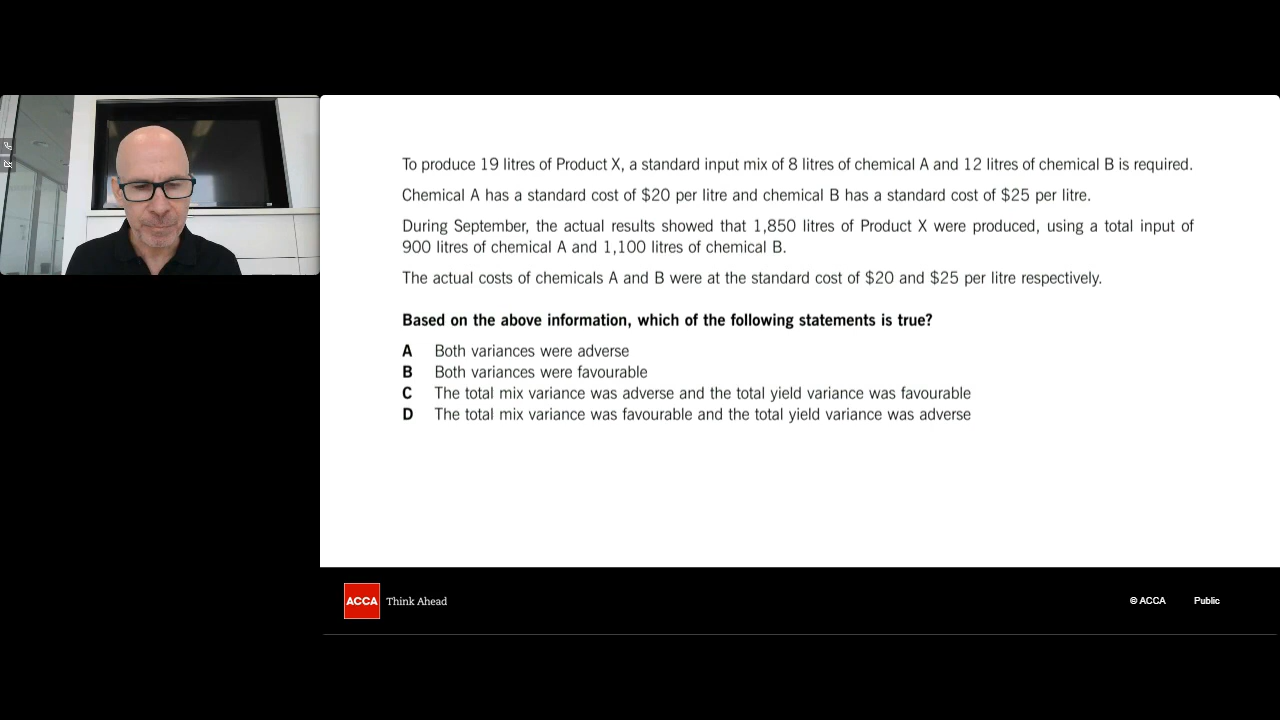 To produce 19 litres of Product X, a standard input mix of 8 litres of chemical A and 12 litres of chemical B is required.
Chemical A has a standard cost of $20 per litre and chemical B has a standard cost of $25 per litre.
During September, the actual results showed that 1,850 litres of Product X were produced, using a total input of
900 litres of chemical A and 1,100 litres of chemical B.
The actual costs of chemicals A and B were at the standard cost of $20 and $25 per litre respectively.
Based on the above information, which of the following statements is true?
A Both variances were adverse
B Both variances were favourable
C The total mix variance was adverse and the total yield variance was favourable
D The total mix variance was favourable and the total yield variance was adverse
ACCA Think Ahead
© ACCA Public